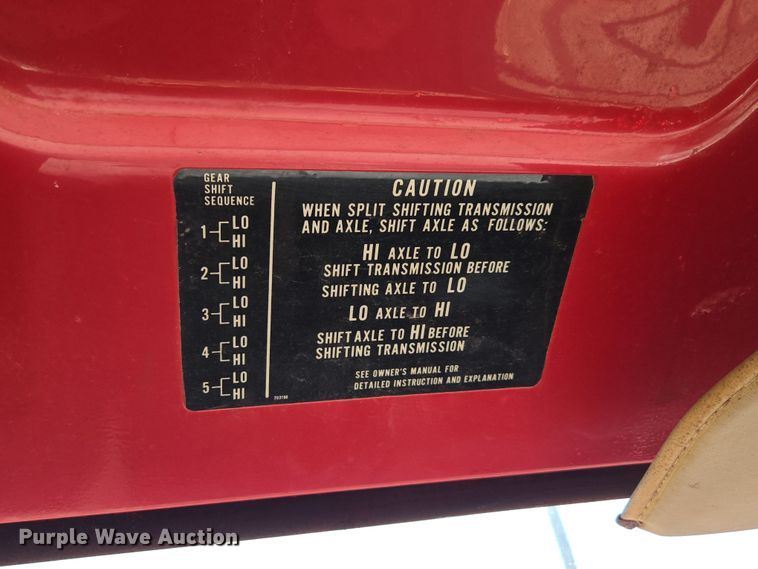 GEAR
SHIFT
SEQUENCE
1 LO
HI
2 LO
HI
3 LO
HI
4 LO
HI
5 LO
HI
CAUTION
WHEN SPLIT SHIFTING TRANSMISSION
AND AXLE, SHIFT AXLE AS FOLLOWS:
HI AXLE TO LO
SHIFT TRANSMISSION BEFORE
SHIFTING AXLE TO LO
LO AXLE TO HI
SHIFT AXLE TO HI BEFORE
SHIFTING TRANSMISSION
SEE OWNER'S MANUAL FOR
DETAILED INSTRUCTION AND EXPLANATION
Purple Wave Auction